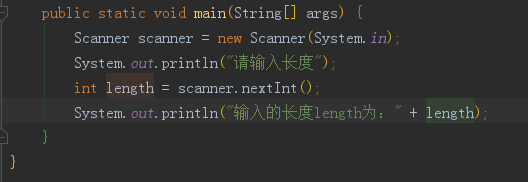 public static void main(String[] args) {
Scanner scanner = new Scanner(System.in);
System.out.println("请输入长度");
int length = scanner.nextInt();
System.out.println("输入的长度length为：" + length);
}
}